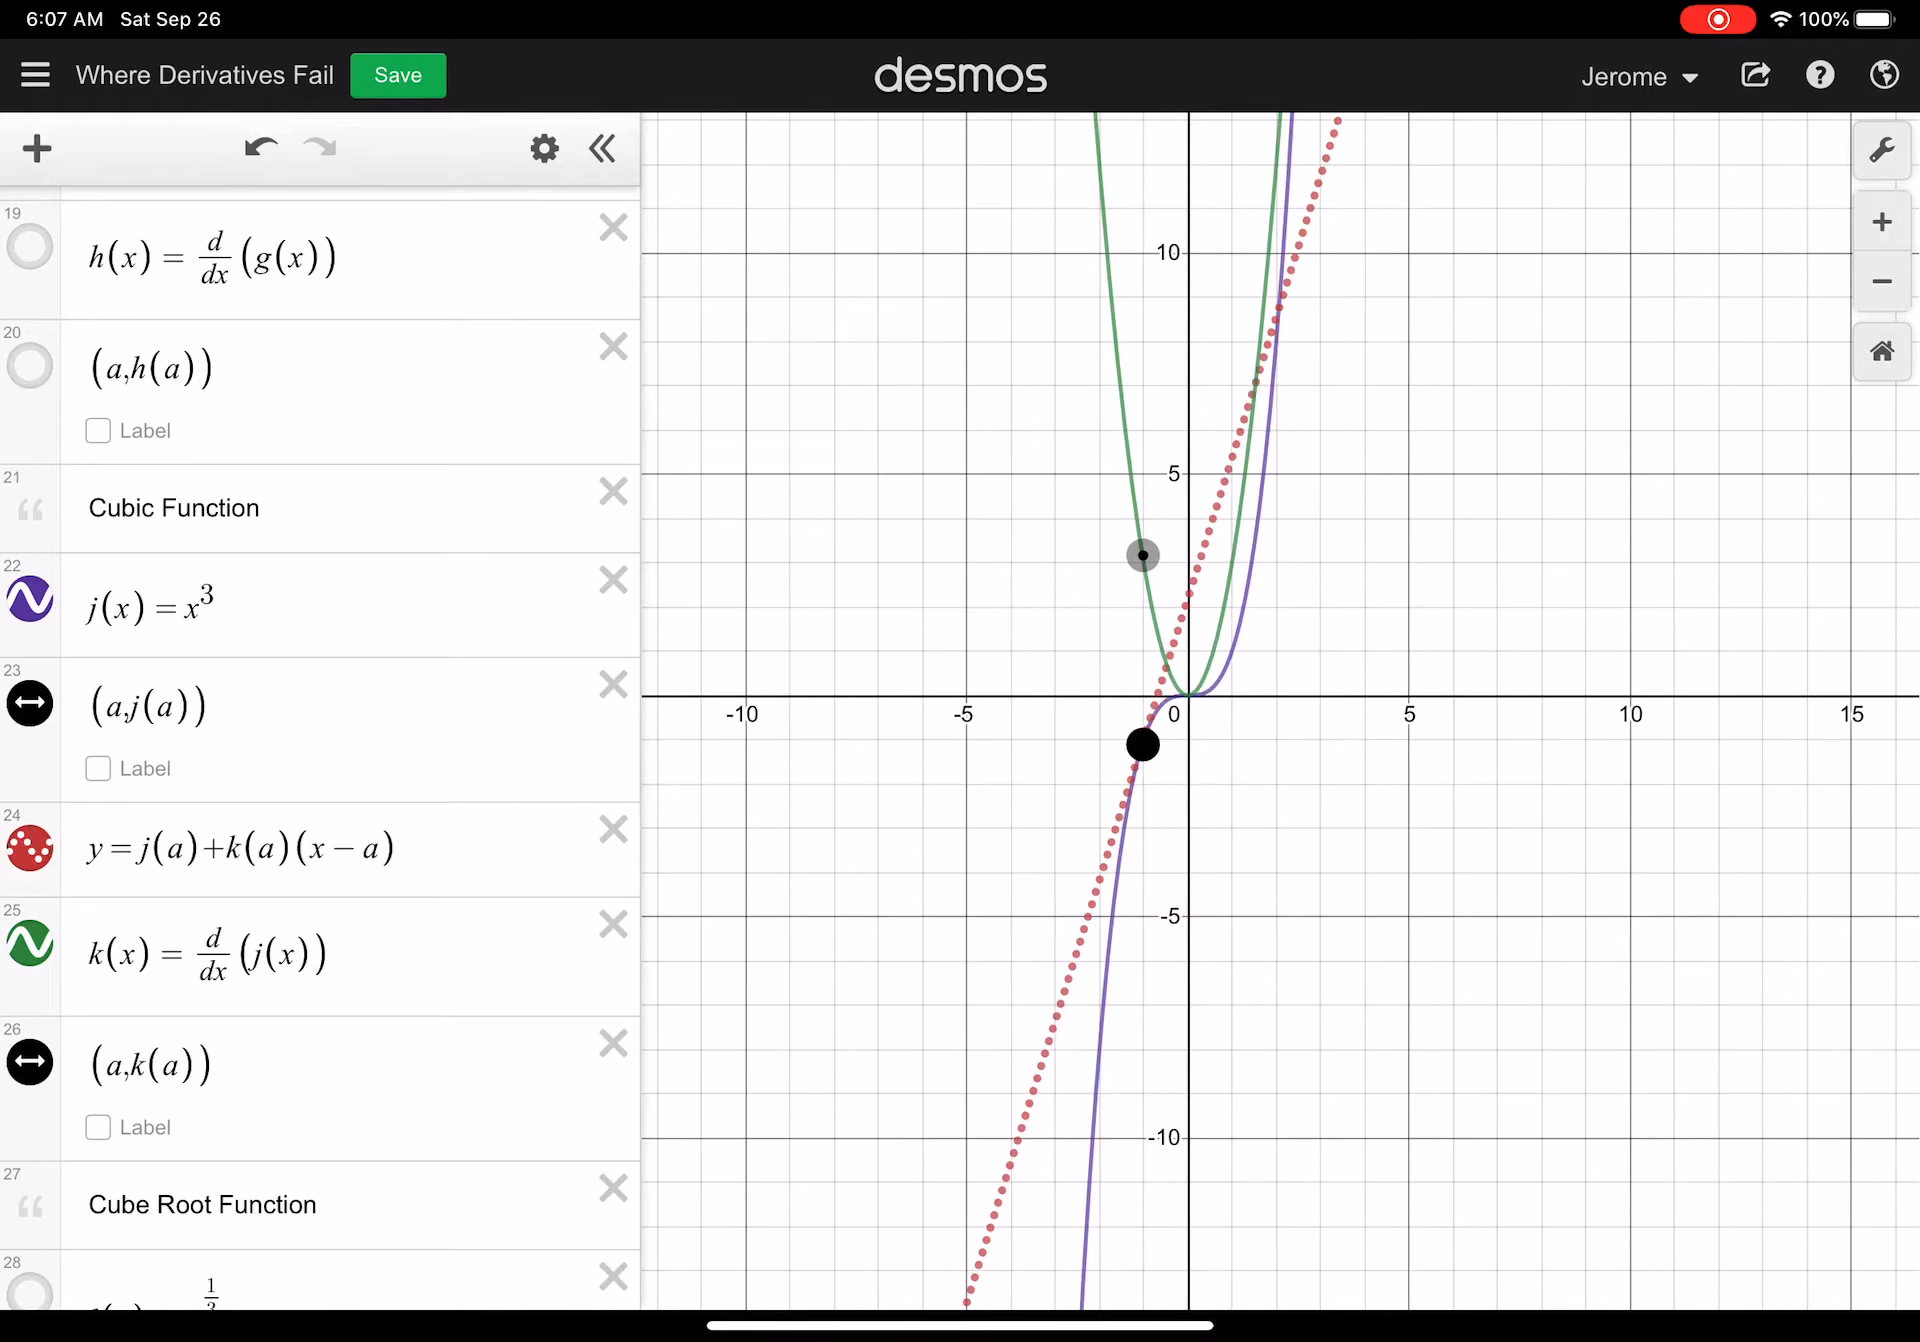 6:07 AM Sat Sep 26
100%
Where Derivatives Fail
Save
desmos
Jerome
19
h(x) = d/dx (g(x))
20
(a,h(a))
Label
21
Cubic Function
22
j(x) = x^3
23
(a,j(a))
Label
24
y=j(a)+k(a)(x−a)
25
k(x) = d/dx (j(x))
26
(a,k(a))
Label
27
Cube Root Function
28
10
5
-10
-5
0
5
10
15
-5
-10